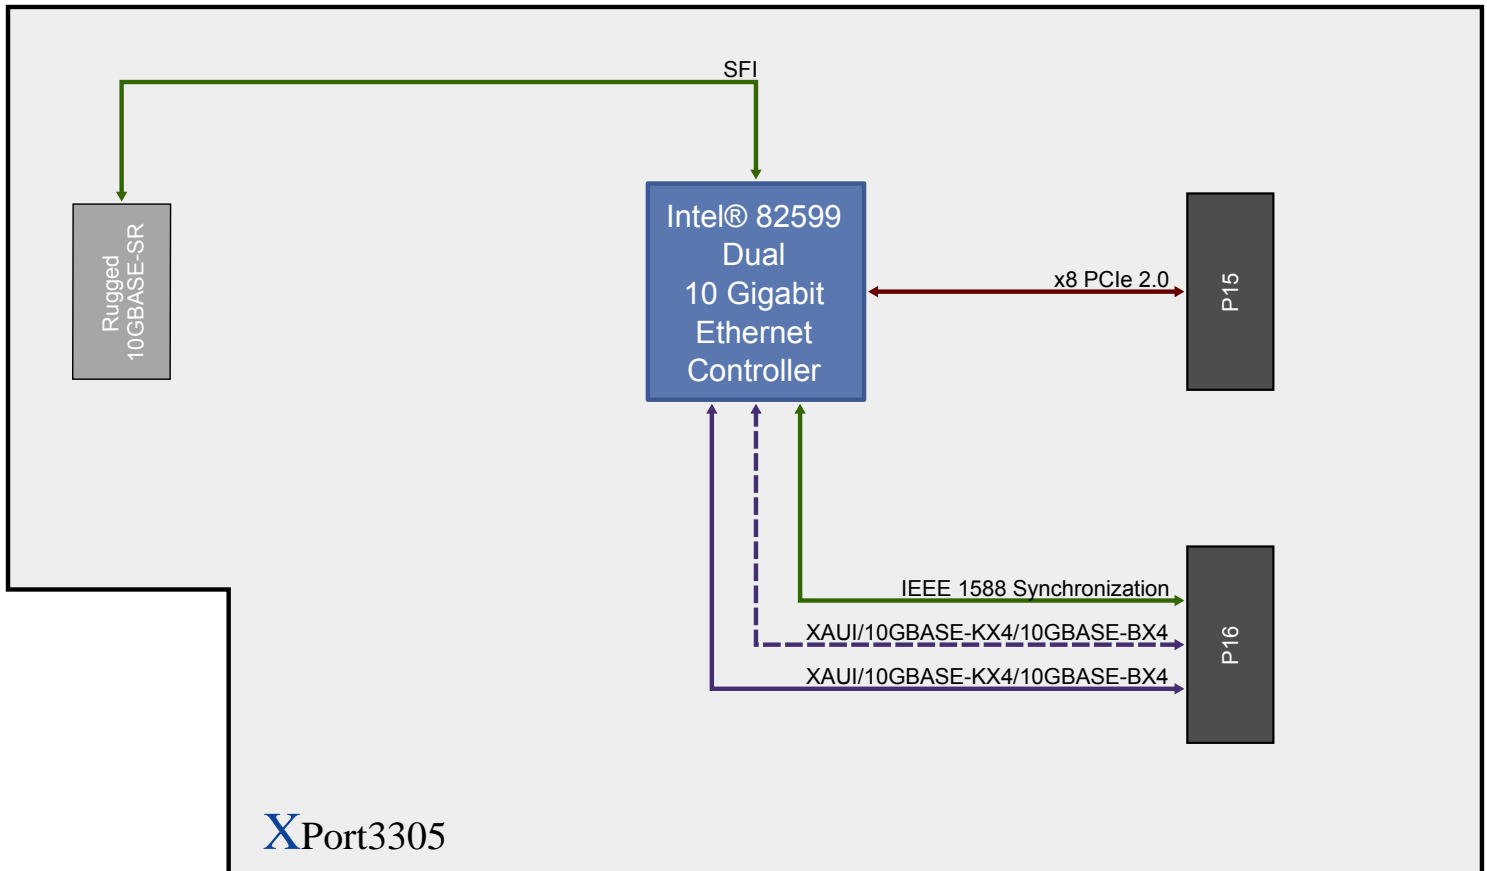 SFI
Rugged
10GBASE-SR
Intel® 82599
Dual
10 Gigabit
Ethernet
Controller
x8 PCIe 2.0
P15
IEEE 1588 Synchronization
XAUI/10GBASE-KX4/10GBASE-BX4
XAUI/10GBASE-KX4/10GBASE-BX4
P16
XPort3305